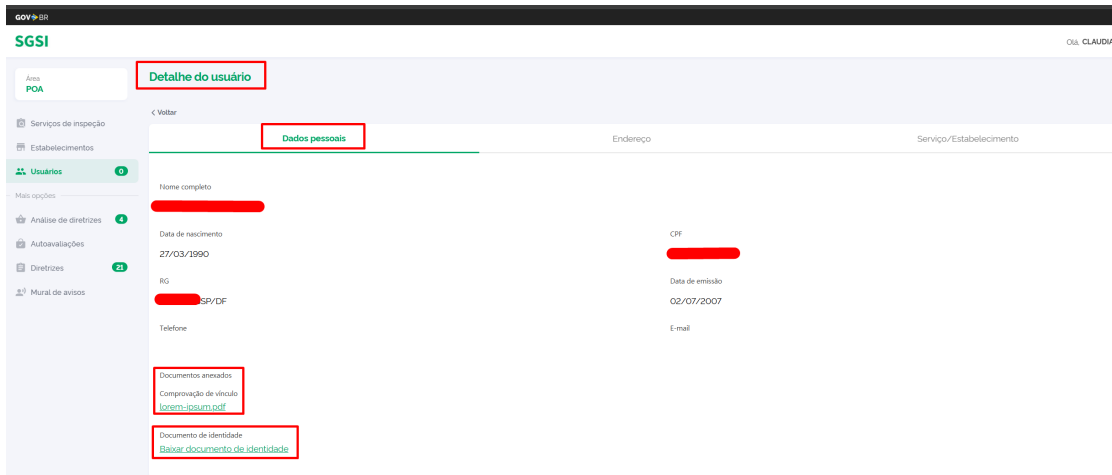 GOV BR
SGSI
Olá, CLAUDIA
Área
POA
Detalhe do usuário
Voltar
Serviços de inspeção
Estabelecimentos
Usuários 0
Mais opções
Análise de diretrizes 4
Autoavaliações
Diretrizes 21
Mural de avisos
Dados pessoais
Endereço
Serviço/Estabelecimento
Nome completo
Data de nascimento
27/03/1990
CPF
RG
SP/DF
Data de emissão
02/07/2007
Telefone
E-mail
Documentos anexados
Comprovação de vínculo
lorem-ipsum.pdf
Documento de identidade
Baixar documento de identidade